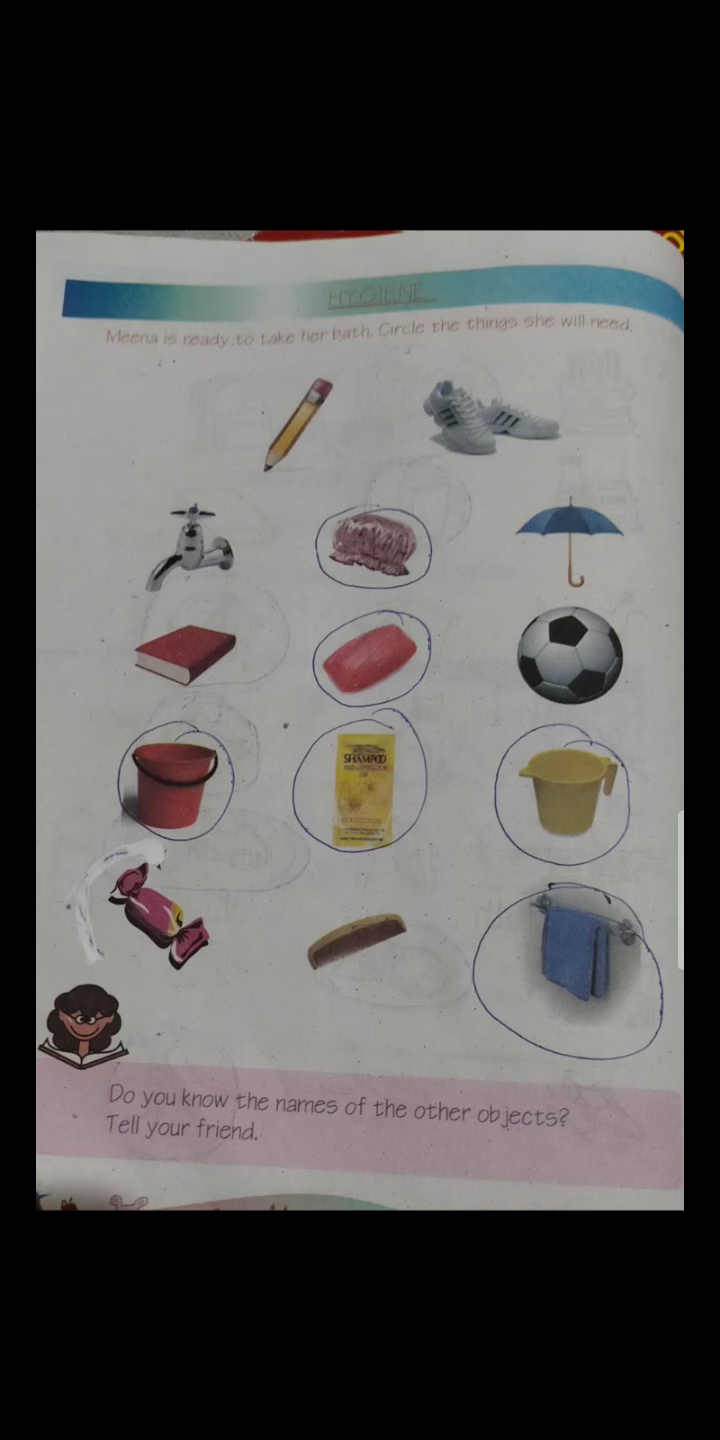 HYGIENE
Meena is ready to take her bath. Circle the things she will need.
SHAMPOO
Do you know the names of the other objects?
Tell your friend.